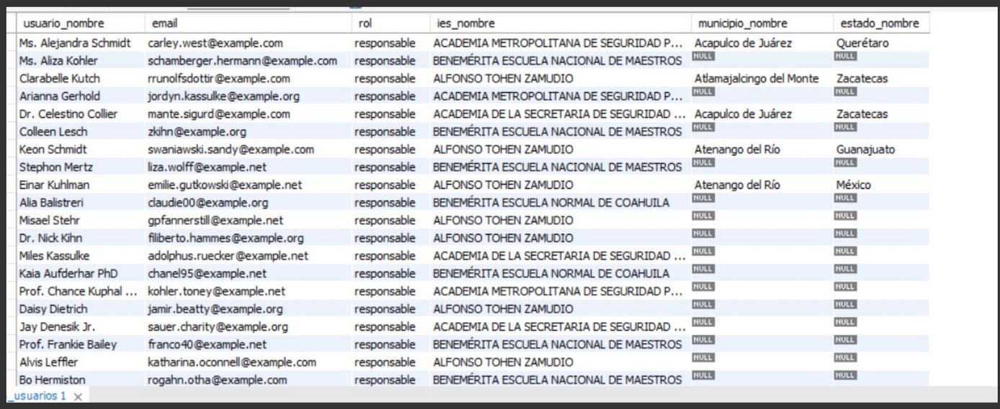 usuario_nombre email rol ies_nombre municipio_nombre estado_nombre
Ms. Alejandra Schmidt carley.west@example.com responsable ACADEMIA METROPOLITANA DE SEGURIDAD P... Acapulco de Juárez Querétaro
Ms. Aliza Kohler schamberger.hermann@example.com responsable BENEMÉRITA ESCUELA NACIONAL DE MAESTROS NULL NULL
Clarabelle Kutch rrunolfsdottir@example.com responsable ALFONSO TOHEN ZAMUDIO Atlamajalcingo del Monte Zacatecas
Arianna Gerhold jordyn.kassulke@example.org responsable ACADEMIA METROPOLITANA DE SEGURIDAD P... NULL NULL
Dr. Celestino Collier mante.sigurd@example.com responsable ACADEMIA DE LA SECRETARIA DE SEGURIDAD ... Acapulco de Juárez Zacatecas
Colleen Lesch zkihn@example.org responsable BENEMÉRITA ESCUELA NACIONAL DE MAESTROS NULL NULL
Keon Schmidt swaniawski.sandy@example.com responsable ALFONSO TOHEN ZAMUDIO Atenango del Río Guanajuato
Stephon Mertz liza.wolff@example.net responsable BENEMÉRITA ESCUELA NACIONAL DE MAESTROS NULL NULL
Einar Kuhlman emilie.gutkowski@example.net responsable ALFONSO TOHEN ZAMUDIO Atenango del Río México
Alia Balistreri claudie00@example.org responsable BENEMÉRITA ESCUELA NORMAL DE COAHUILA NULL NULL
Misael Stehr gpfannerstill@example.net responsable ALFONSO TOHEN ZAMUDIO NULL NULL
Dr. Nick Kihn filiberto.hammes@example.org responsable ALFONSO TOHEN ZAMUDIO NULL NULL
Miles Kassulke adolphus.ruecker@example.net responsable ACADEMIA DE LA SECRETARIA DE SEGURIDAD ... NULL NULL
Kaia Aufderhar PhD chanel95@example.net responsable BENEMÉRITA ESCUELA NORMAL DE COAHUILA NULL NULL
Prof. Chance Kuphal ... kohler.toney@example.net responsable ACADEMIA METROPOLITANA DE SEGURIDAD P... NULL NULL
Daisy Dietrich jamir.beatty@example.org responsable ALFONSO TOHEN ZAMUDIO NULL NULL
Jay Denesik Jr. sauer.charity@example.org responsable ACADEMIA DE LA SECRETARIA DE SEGURIDAD ... NULL NULL
Prof. Frankie Bailey franco40@example.net responsable BENEMÉRITA ESCUELA NACIONAL DE MAESTROS NULL NULL
Alvis Leffler katharina.oconnell@example.com responsable ALFONSO TOHEN ZAMUDIO NULL NULL
Bo Hermiston rogahn.otha@example.com responsable BENEMÉRITA ESCUELA NACIONAL DE MAESTROS NULL NULL
_usuarios 1